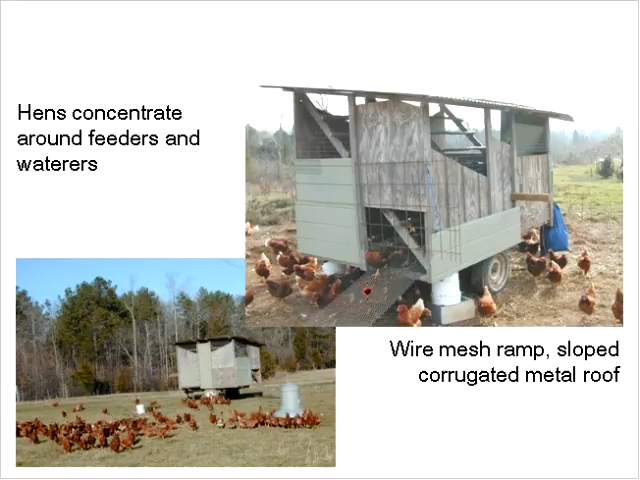 Hens concentrate
around feeders and
waterers
Wire mesh ramp, sloped
corrugated metal roof